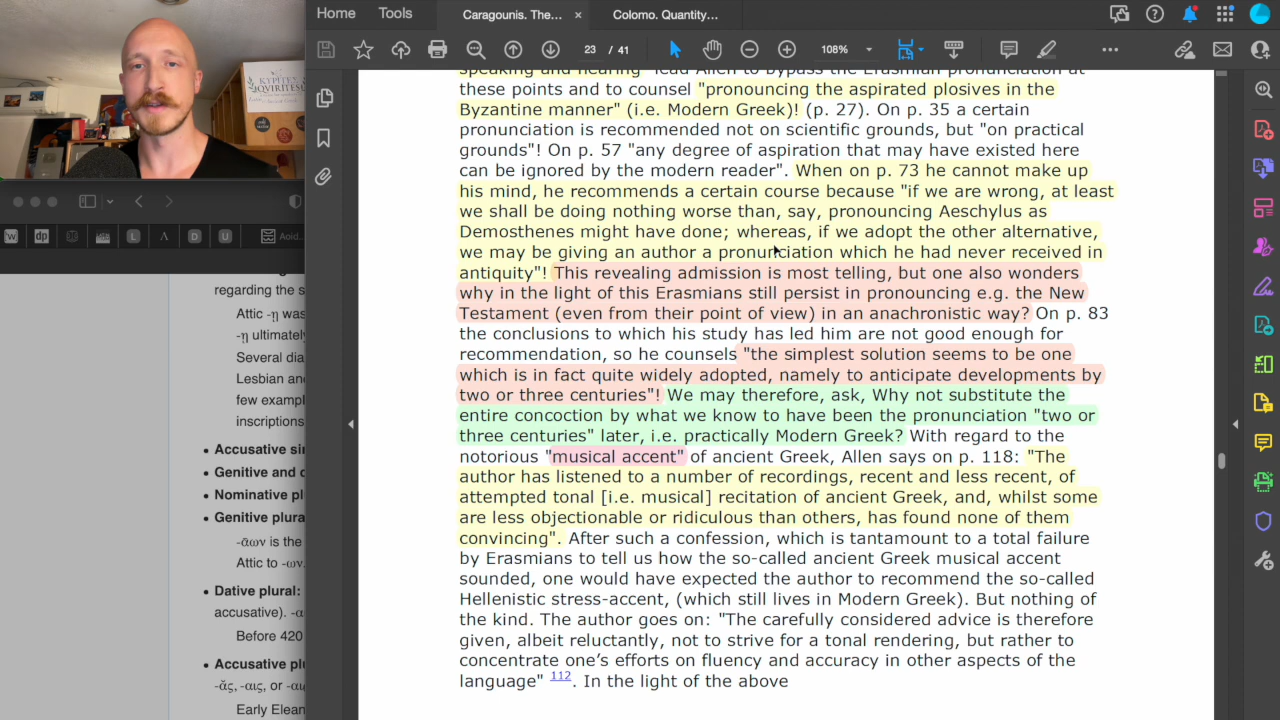 Home Tools Caragounis. The... × Colomo. Quantity...
23 / 41 108%
ΚΥΡΙΤΕΣ
QVIRITES
w dp L Λ D U Aoid...
regarding the s
Attic -ῃ was
-ῃ ultimately
Several dia
Lesbian and
few exampl
inscriptions
• Accusative si
• Genitive and d
• Nominative pl
• Genitive plura
-ᾱων is the
Attic to -ων.
• Dative plural:
accusative). -α
Before 420
• Accusative plu
-ᾰς, -αις, or -αι
Early Elean
Speaking and hearing" lead Allen to bypass the Erasmian pronunciation at
these points and to counsel "pronouncing the aspirated plosives in the
Byzantine manner" (i.e. Modern Greek)! (p. 27). On p. 35 a certain
pronunciation is recommended not on scientific grounds, but "on practical
grounds"! On p. 57 "any degree of aspiration that may have existed here
can be ignored by the modern reader". When on p. 73 he cannot make up
his mind, he recommends a certain course because "if we are wrong, at least
we shall be doing nothing worse than, say, pronouncing Aeschylus as
Demosthenes might have done; whereas, if we adopt the other alternative,
we may be giving an author a pronunciation which he had never received in
antiquity"! This revealing admission is most telling, but one also wonders
why in the light of this Erasmians still persist in pronouncing e.g. the New
Testament (even from their point of view) in an anachronistic way? On p. 83
the conclusions to which his study has led him are not good enough for
recommendation, so he counsels "the simplest solution seems to be one
which is in fact quite widely adopted, namely to anticipate developments by
two or three centuries"! We may therefore, ask, Why not substitute the
entire concoction by what we know to have been the pronunciation "two or
three centuries" later, i.e. practically Modern Greek? With regard to the
notorious "musical accent" of ancient Greek, Allen says on p. 118: "The
author has listened to a number of recordings, recent and less recent, of
attempted tonal [i.e. musical] recitation of ancient Greek, and, whilst some
are less objectionable or ridiculous than others, has found none of them
convincing". After such a confession, which is tantamount to a total failure
by Erasmians to tell us how the so-called ancient Greek musical accent
sounded, one would have expected the author to recommend the so-called
Hellenistic stress-accent, (which still lives in Modern Greek). But nothing of
the kind. The author goes on: "The carefully considered advice is therefore
given, albeit reluctantly, not to strive for a tonal rendering, but rather to
concentrate one's efforts on fluency and accuracy in other aspects of the
language" 112. In the light of the above